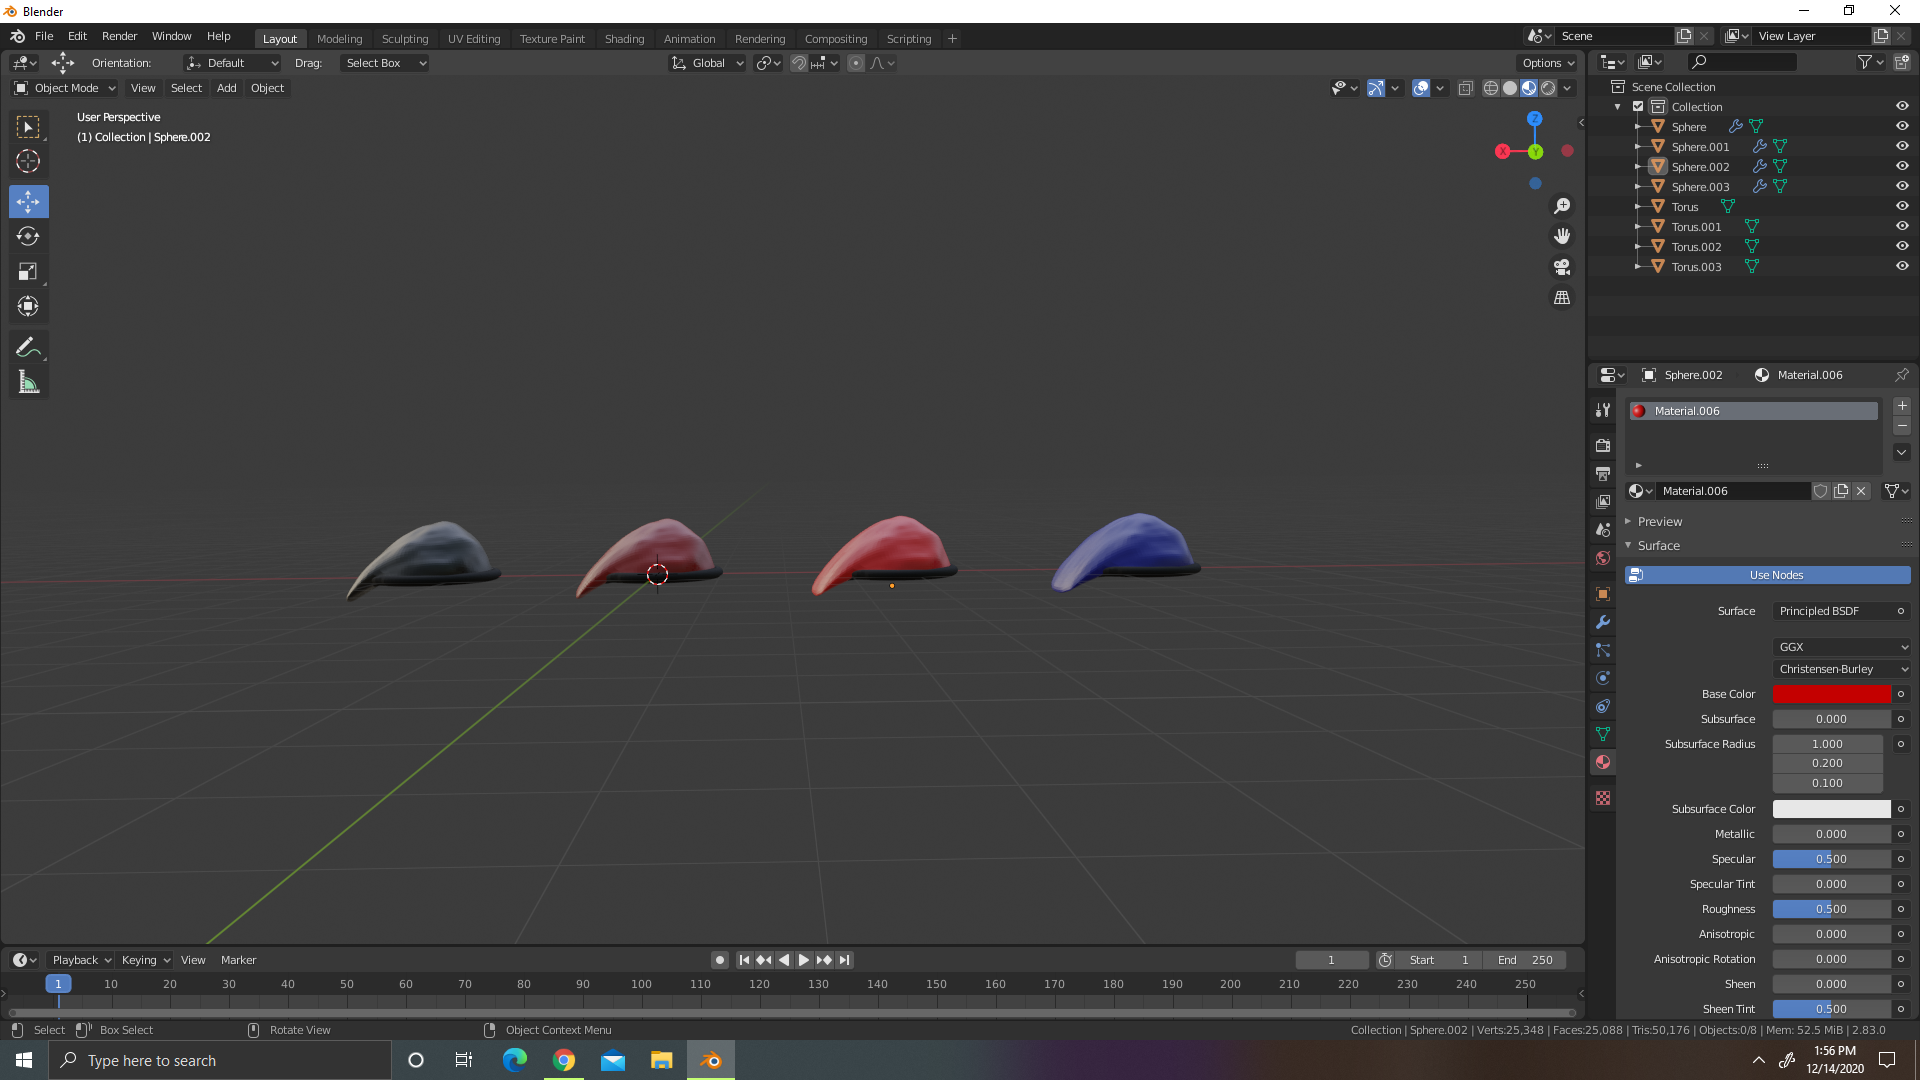 Blender
File Edit Render Window Help Layout Modeling Sculpting UV Editing Texture Paint Shading Animation Rendering Compositing Scripting + Scene View Layer
Orientation: Default Drag: Select Box Global Options
Object Mode View Select Add Object
User Perspective
(1) Collection | Sphere.002
Z
X
Y
Scene Collection
Collection
Sphere
Sphere.001
Sphere.002
Sphere.003
Torus
Torus.001
Torus.002
Torus.003
Sphere.002 Material.006
Material.006
Material.006
Preview
Surface
Use Nodes
Surface Principled BSDF
GGX
Christensen-Burley
Base Color
Subsurface 0.000
Subsurface Radius 1.000
0.200
0.100
Subsurface Color
Metallic 0.000
Specular 0.500
Specular Tint 0.000
Roughness 0.500
Anisotropic 0.000
Anisotropic Rotation 0.000
Sheen 0.000
Sheen Tint 0.500
Playback Keying View Marker 1 Start 1 End 250
1 10 20 30 40 50 60 70 80 90 100 110 120 130 140 150 160 170 180 190 200 210 220 230 240 250
Select Box Select Rotate View Object Context Menu Collection | Sphere.002 | Verts:25,348 | Faces:25,088 | Tris:50,176 | Objects:0/8 | Mem: 52.5 MiB | 2.83.0
Type here to search
1:56 PM
12/14/2020